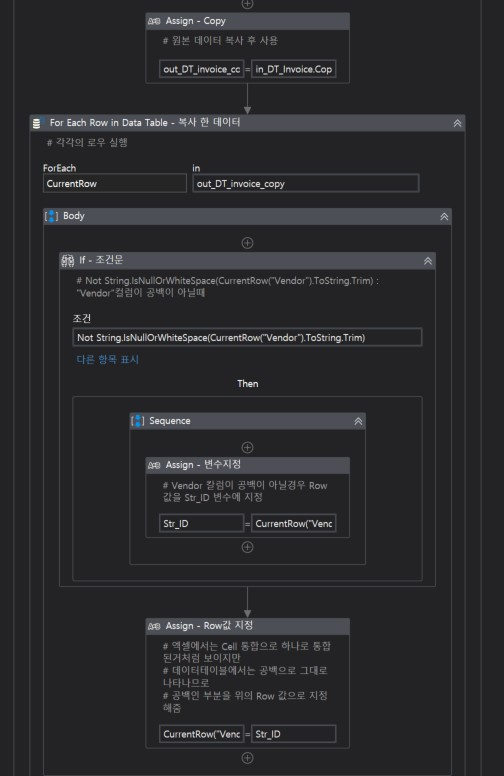 Assign - Copy
# 원본 데이터 복사 후 사용
out_DT_invoice_cc = in_DT_Invoice.Cop
For Each Row in Data Table - 복사 한 데이터
# 각각의 로우 실행
ForEach in
CurrentRow out_DT_invoice_copy
Body
If - 조건문
# Not String.IsNullOrWhiteSpace(CurrentRow("Vendor").ToString.Trim) :
"Vendor"컬럼이 공백이 아닐때
조건
Not String.IsNullOrWhiteSpace(CurrentRow("Vendor").ToString.Trim)
다른 항목 표시
Then
Sequence
Assign - 변수지정
# Vendor 칼럼이 공백이 아닐경우 Row
값을 Str_ID 변수에 지정
Str_ID = CurrentRow("Venc
Assign - Row값 지정
# 엑셀에서는 Cell 통합으로 하나로 통합
된거처럼 보이지만
# 데이터테이블에서는 공백으로 그대로
나타나므로
# 공백인 부분을 위의 Row 값으로 지정
해줌
CurrentRow("Venc = Str_ID